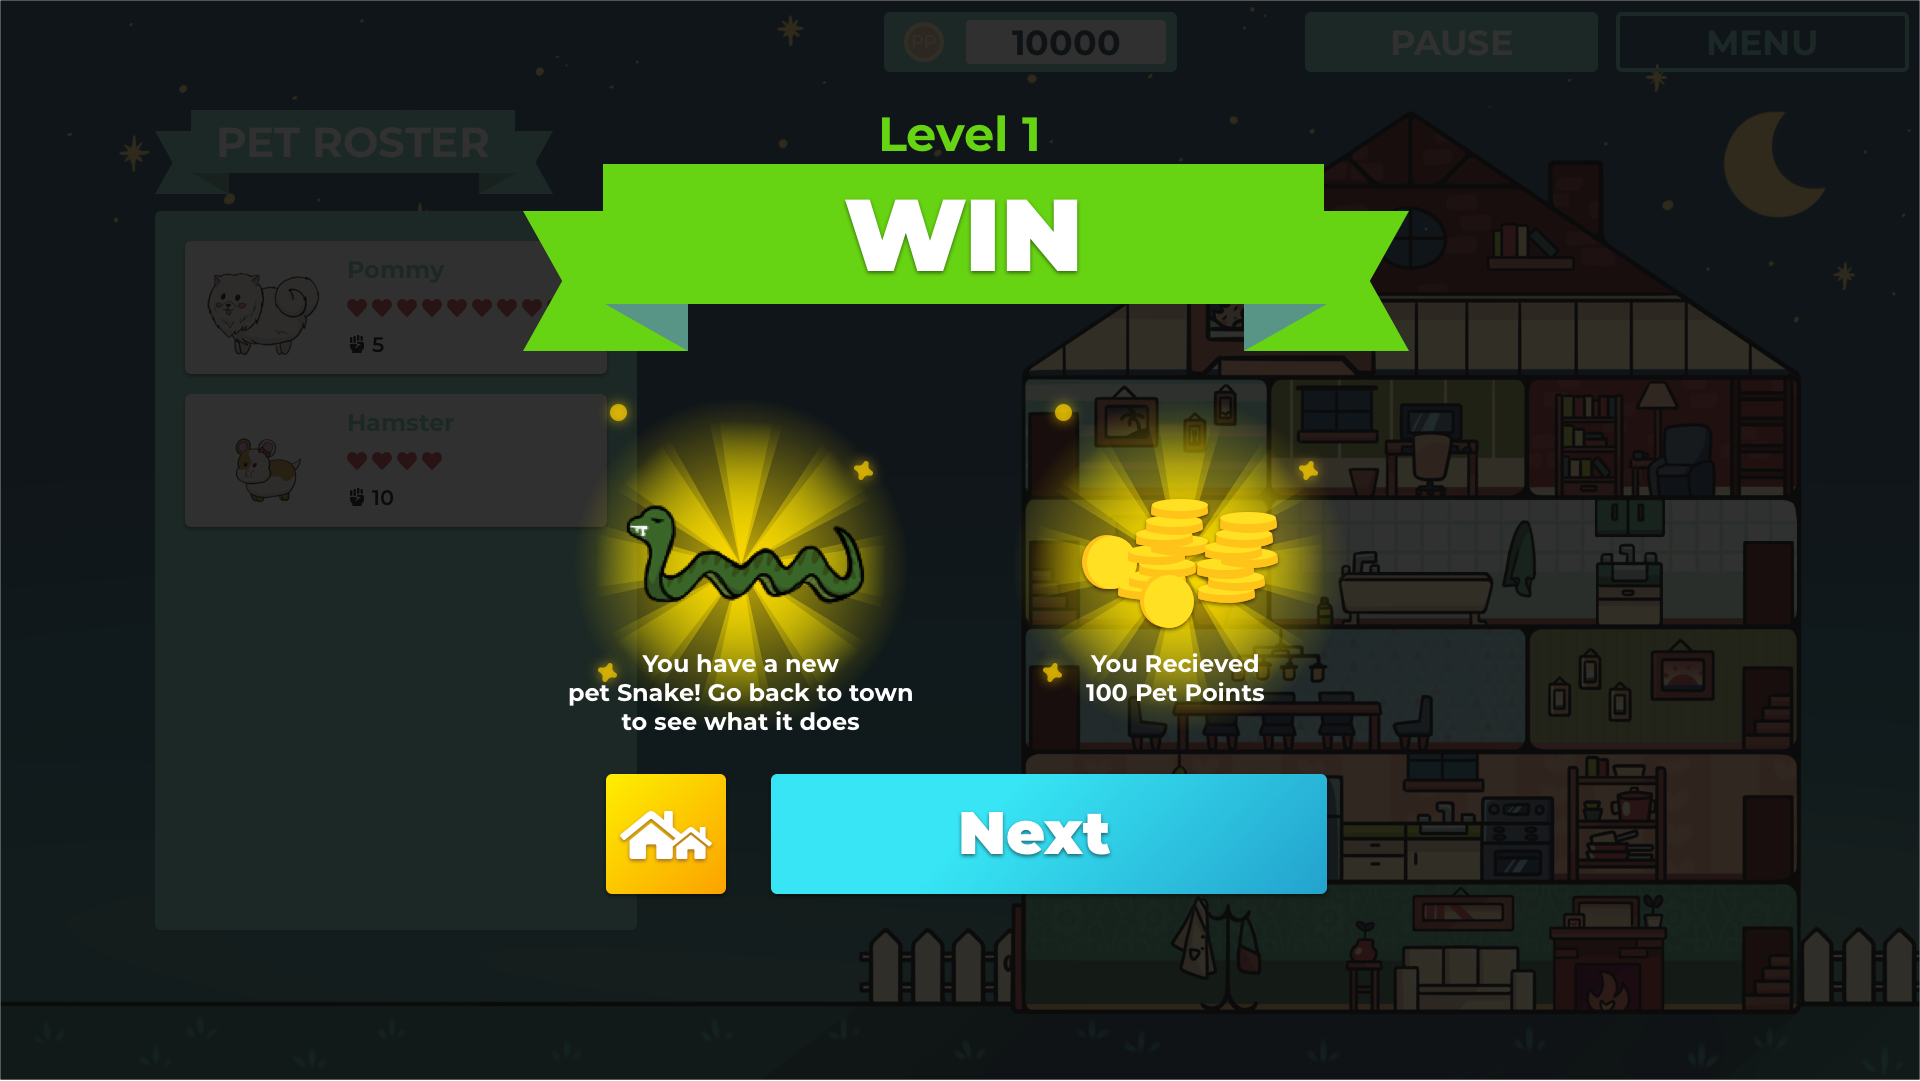 PP 10000
PAUSE
MENU
PET ROSTER
Pommy
5
Hamster
10
Level 1
WIN
You have a new
pet Snake! Go back to town
to see what it does
You Recieved
100 Pet Points
Next